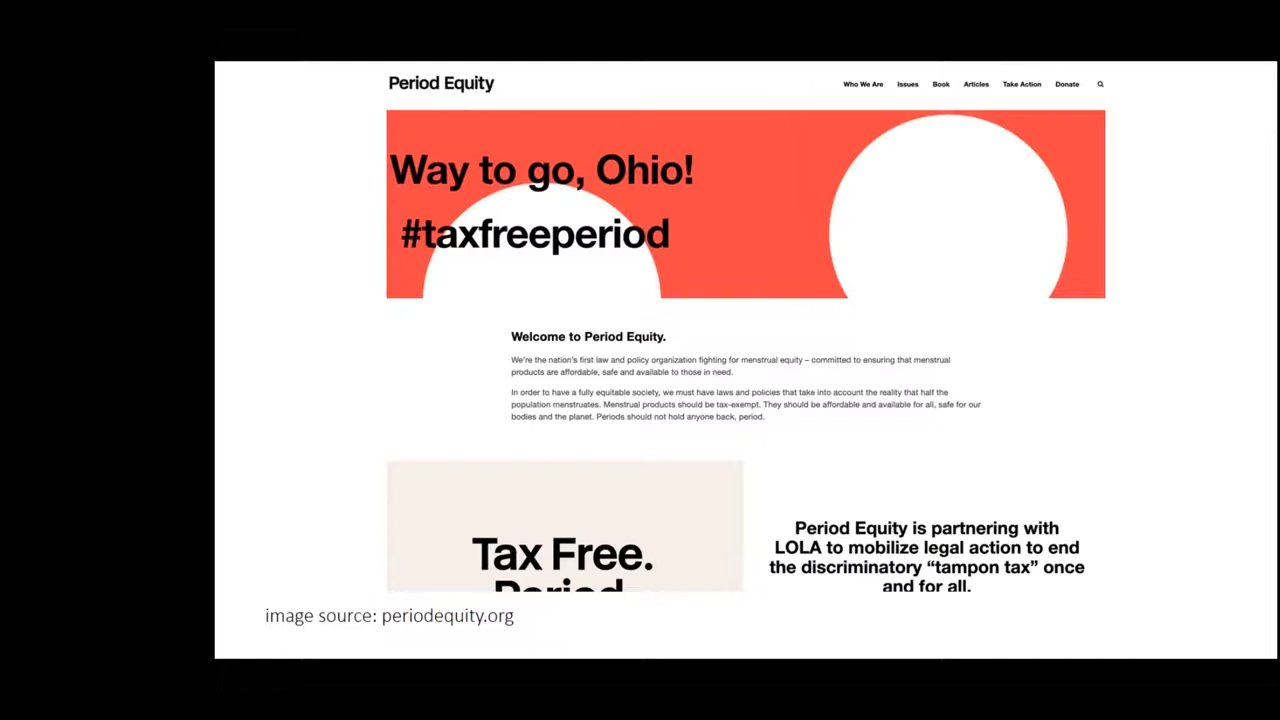 Period Equity
Who We Are Issues Book Articles Take Action Donate
Way to go, Ohio!
#taxfreeperiod
Welcome to Period Equity.
We're the nation's first law and policy organization fighting for menstrual equity – committed to ensuring that menstrual
products are affordable, safe and available to those in need.
In order to have a fully equitable society, we must have laws and policies that take into account the reality that half the
population menstruates. Menstrual products should be tax-exempt. They should be affordable and available for all, safe for our
bodies and the planet. Periods should not hold anyone back, period.
Tax Free.
Period
Period Equity is partnering with
LOLA to mobilize legal action to end
the discriminatory “tampon tax” once
and for all.
image source: periodequity.org